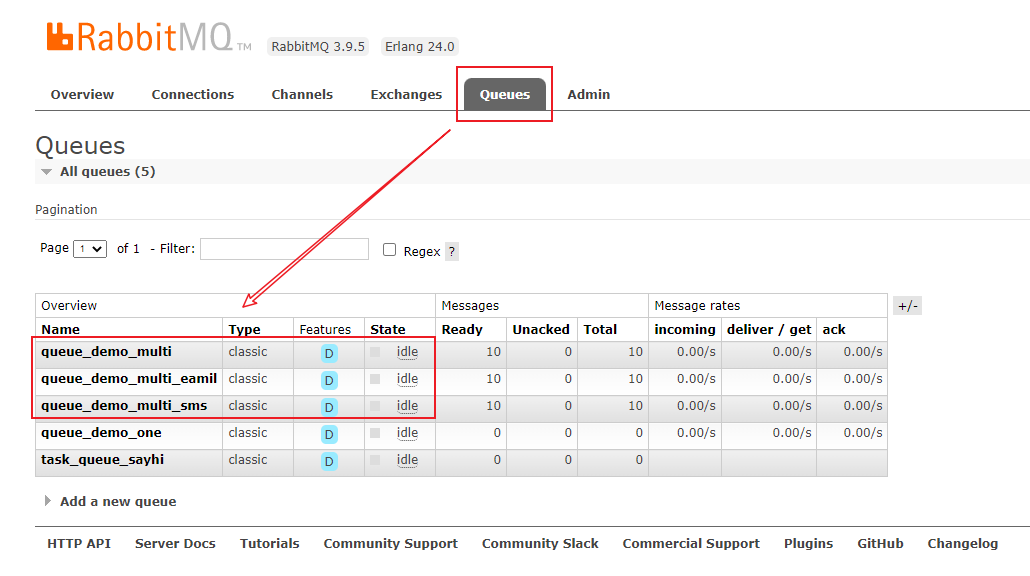 RabbitMQ TM RabbitMQ 3.9.5 Erlang 24.0
Overview Connections Channels Exchanges Queues Admin
Queues
All queues (5)
Pagination
Page 1 of 1 - Filter: Regex ?
Overview Messages Message rates +/-
Name Type Features State Ready Unacked Total incoming deliver / get ack
queue_demo_multi classic D idle 10 0 10 0.00/s 0.00/s 0.00/s
queue_demo_multi_eamil classic D idle 10 0 10 0.00/s 0.00/s 0.00/s
queue_demo_multi_sms classic D idle 10 0 10 0.00/s 0.00/s 0.00/s
queue_demo_one classic D idle 0 0 0 0.00/s 0.00/s 0.00/s
task_queue_sayhi classic D idle 0 0 0
Add a new queue
HTTP API Server Docs Tutorials Community Support Community Slack Commercial Support Plugins GitHub Changelog